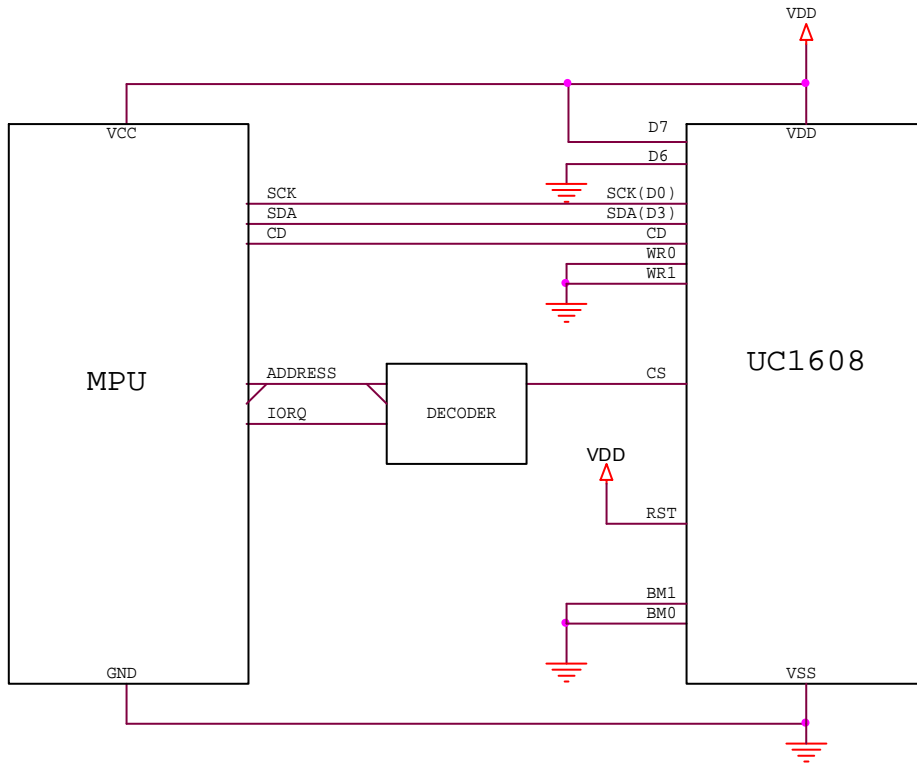 VDD
VCC
D7
VDD
D6
SCK
SCK(D0)
SDA
SDA(D3)
CD
CD
WR0
WR1
MPU
UC1608
ADDRESS
CS
IORQ
DECODER
VDD
RST
BM1
BM0
GND
VSS